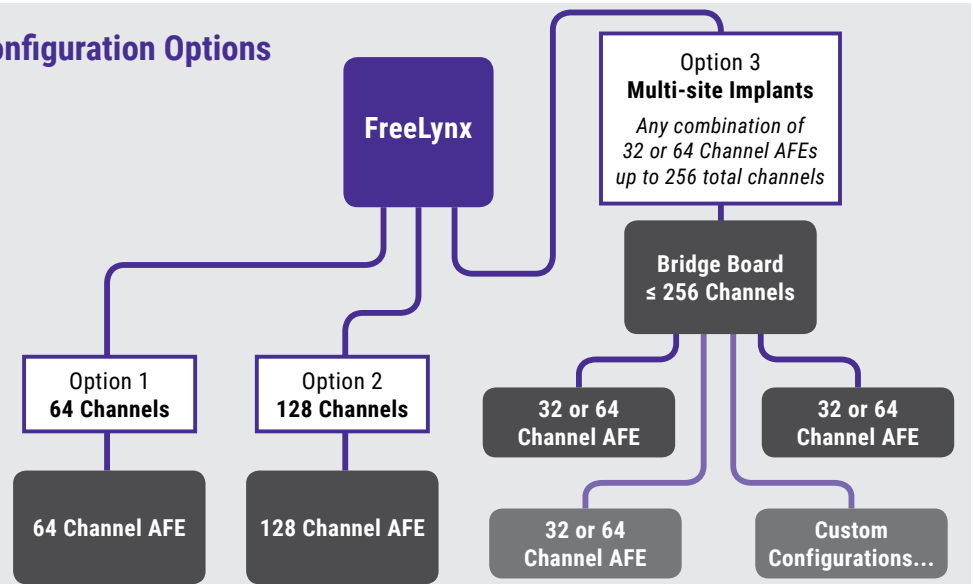 onfiguration Options
FreeLynx
Option 3
Multi-site Implants
Any combination of
32 or 64 Channel AFEs
up to 256 total channels
Bridge Board
≤ 256 Channels
Option 1
64 Channels
Option 2
128 Channels
32 or 64
Channel AFE
32 or 64
Channel AFE
64 Channel AFE
128 Channel AFE
32 or 64
Channel AFE
Custom
Configurations...